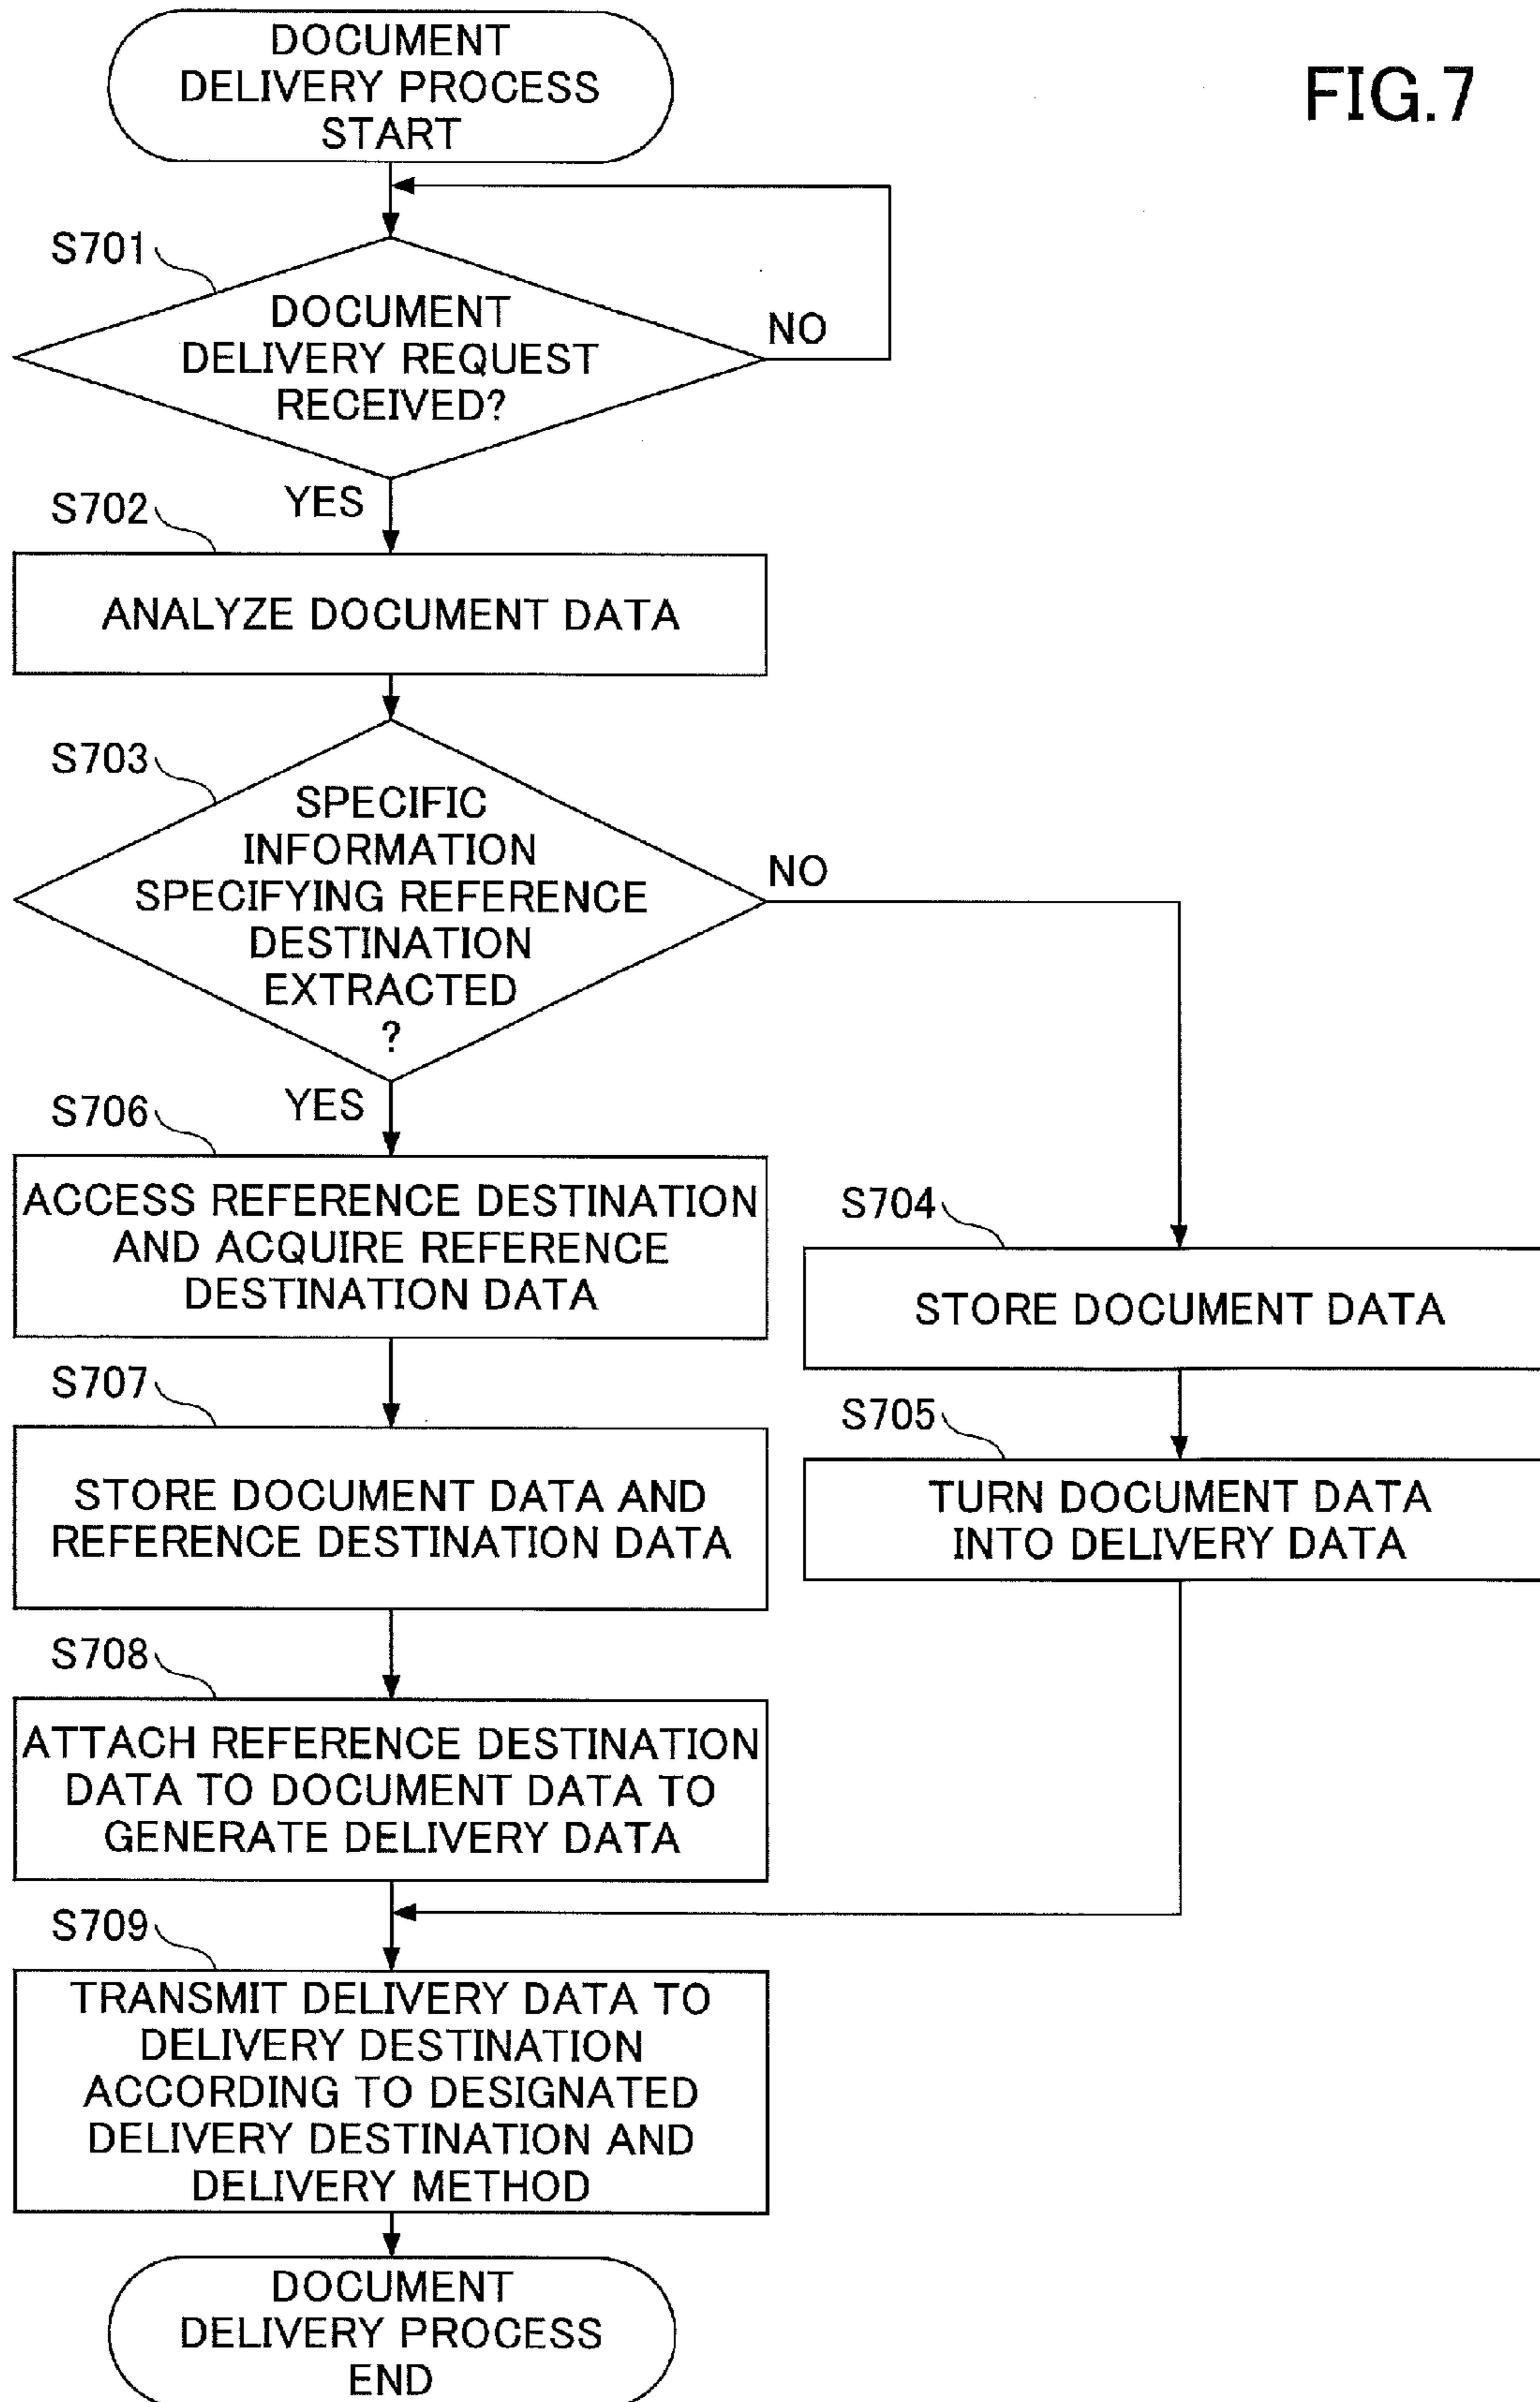 FIG.7
DOCUMENT
DELIVERY PROCESS
START
S701
DOCUMENT
DELIVERY REQUEST
RECEIVED?
NO
YES
S702
ANALYZE DOCUMENT DATA
S703
SPECIFIC
INFORMATION
SPECIFYING REFERENCE
DESTINATION
EXTRACTED
?
NO
YES
S706
ACCESS REFERENCE DESTINATION
AND ACQUIRE REFERENCE
DESTINATION DATA
S704
STORE DOCUMENT DATA
S707
STORE DOCUMENT DATA AND
REFERENCE DESTINATION DATA
S705
TURN DOCUMENT DATA
INTO DELIVERY DATA
S708
ATTACH REFERENCE DESTINATION
DATA TO DOCUMENT DATA TO
GENERATE DELIVERY DATA
S709
TRANSMIT DELIVERY DATA TO
DELIVERY DESTINATION
ACCORDING TO DESIGNATED
DELIVERY DESTINATION AND
DELIVERY METHOD
DOCUMENT
DELIVERY PROCESS
END